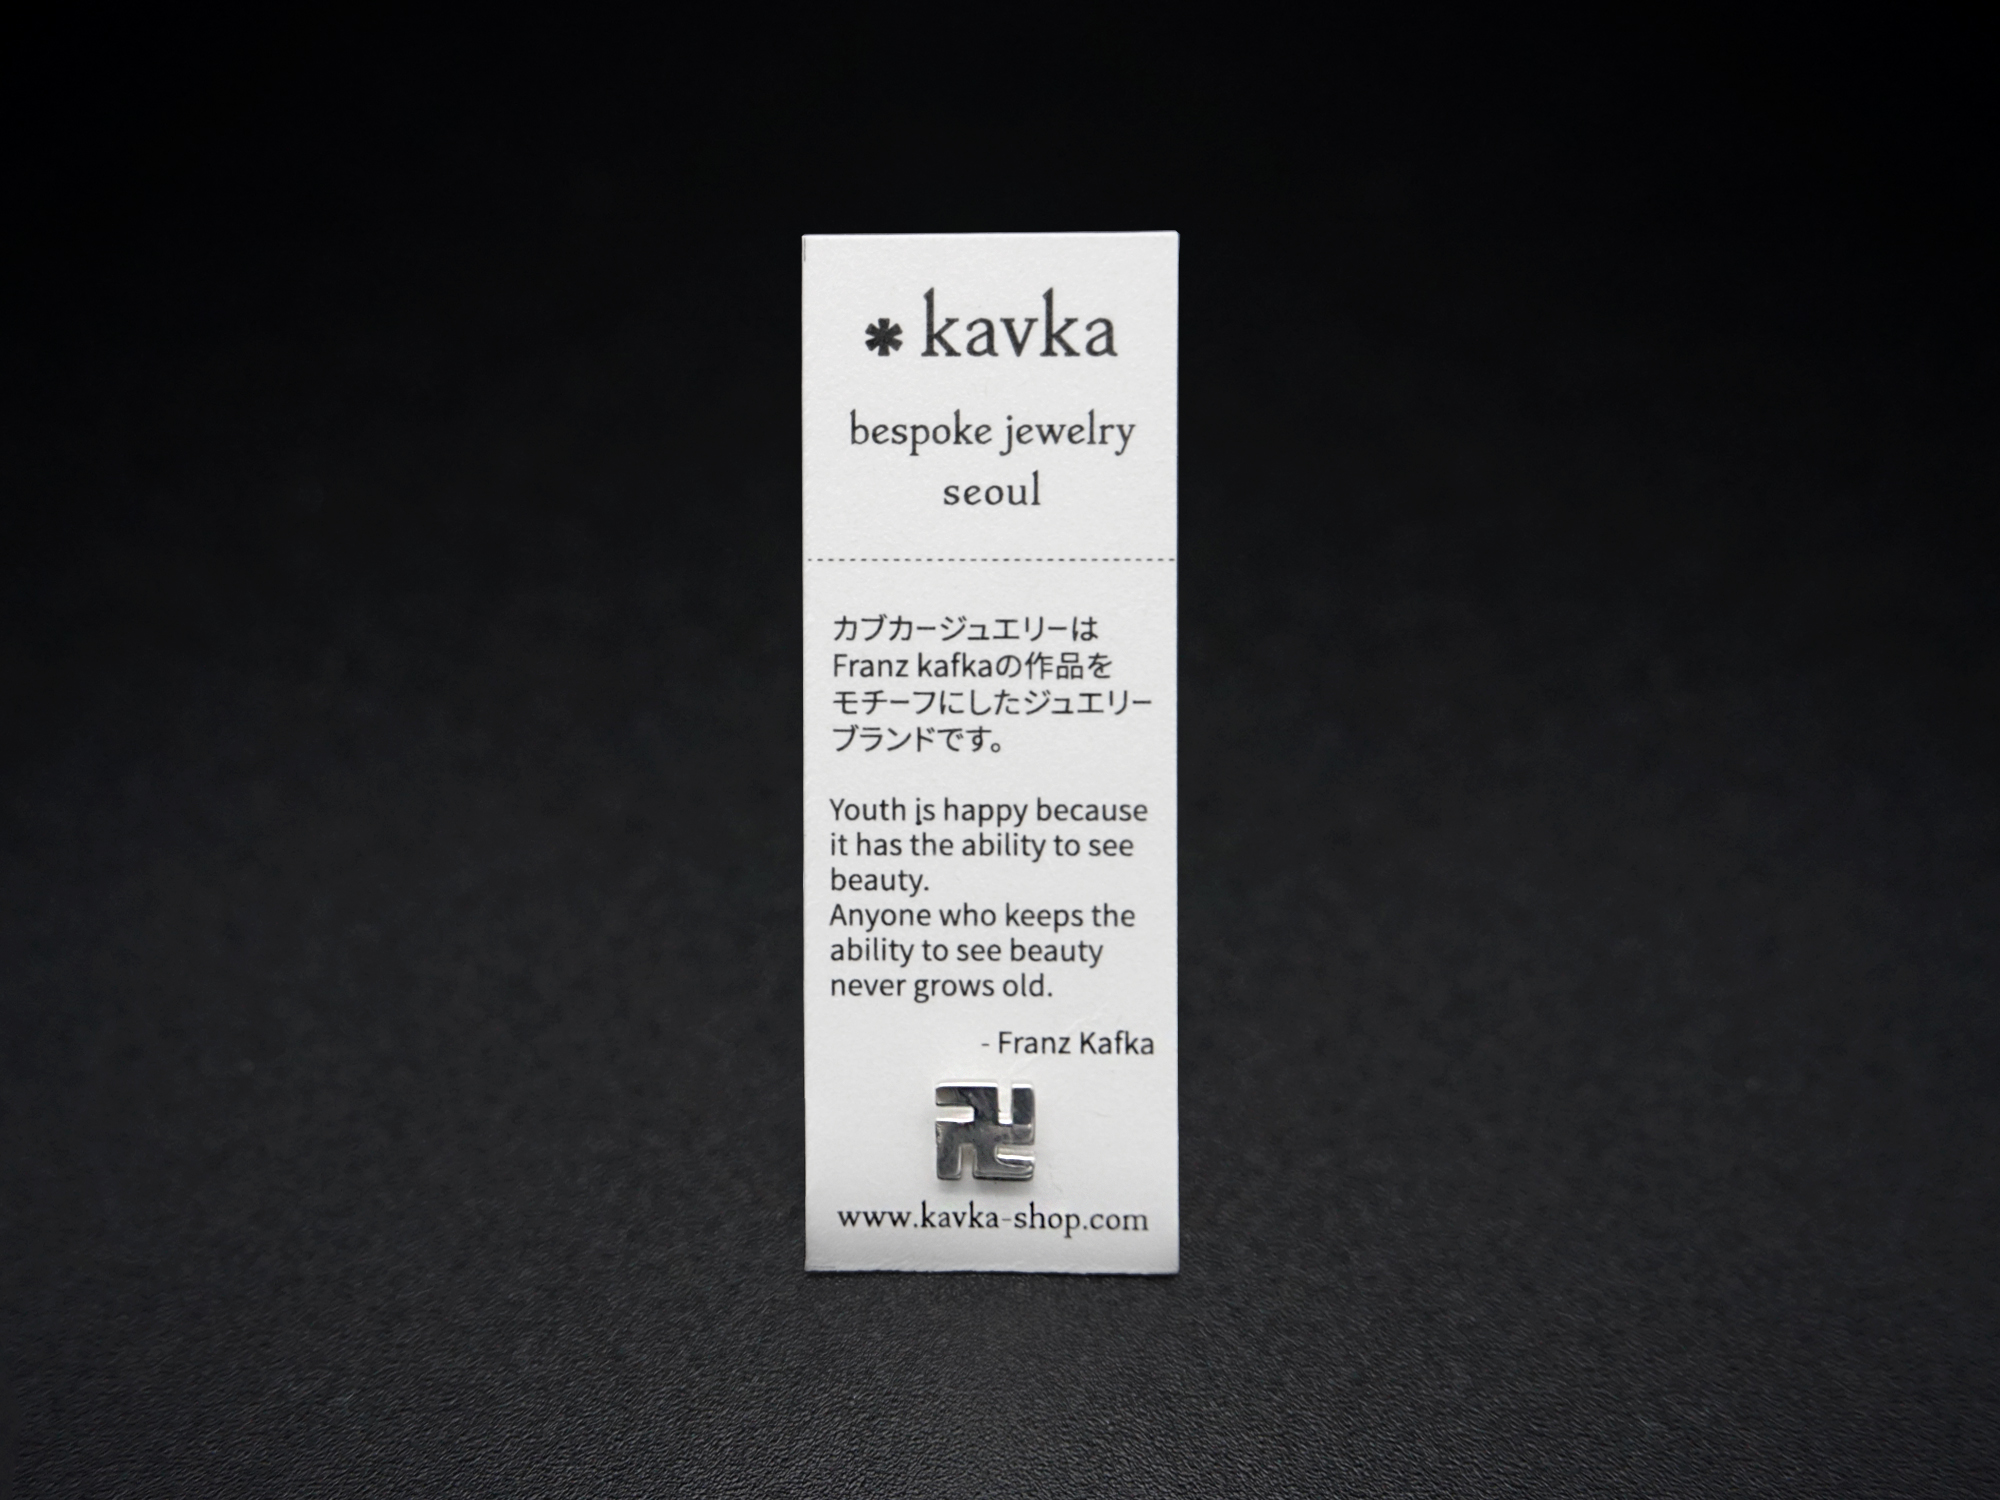 * kavka
bespoke jewelry
seoul
カブカージュエリーは
Franz kafkaの作品を
モチーフにしたジュエリー
ブランドです。
Youth is happy because
it has the ability to see
beauty.
Anyone who keeps the
ability to see beauty
never grows old.
- Franz Kafka
www.kavka-shop.com